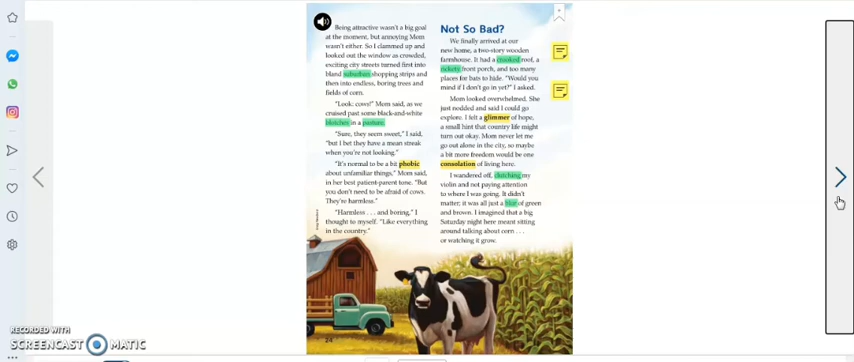 Being attractive wasn't a big goal
at the moment, but annoying Mom
wasn't either. So I clammed up and
looked out the window as crowded,
exciting city streets turned first into
bland suburban shopping strips and
then into endless, boring trees and
fields of corn.
"Look: cows!" Mom said, as we
cruised past some black-and-white
blotches in a pasture.
"Sure, they seem sweet," I said,
"but I bet they have a mean streak
when you're not looking."
"It's normal to be a bit phobic
about unfamiliar things," Mom said,
in her best patient-parent tone. "But
you don't need to be afraid of cows.
They're harmless."
"Harmless . . . and boring," I
thought to myself. "Like everything
in the country."
24
Not So Bad?
We finally arrived at our
new home, a two-story wooden
farmhouse. It had a crooked roof, a
rickety front porch, and too many
places for bats to hide. "Would you
mind if I don't go in yet?" I asked.
Mom looked overwhelmed. She
just nodded and said I could go
explore. I felt a glimmer of hope,
a small hint that country life might
turn out okay. Mom never let me
go out alone in the city, so maybe
a bit more freedom would be one
consolation of living here.
I wandered off, clutching my
violin and not paying attention
to where I was going. It didn't
matter; it was all just a blur of green
and brown. I imagined that a big
Saturday night here meant sitting
around talking about corn . . .
or watching it grow.
RECORDED WITH
SCREENCAST MATIC